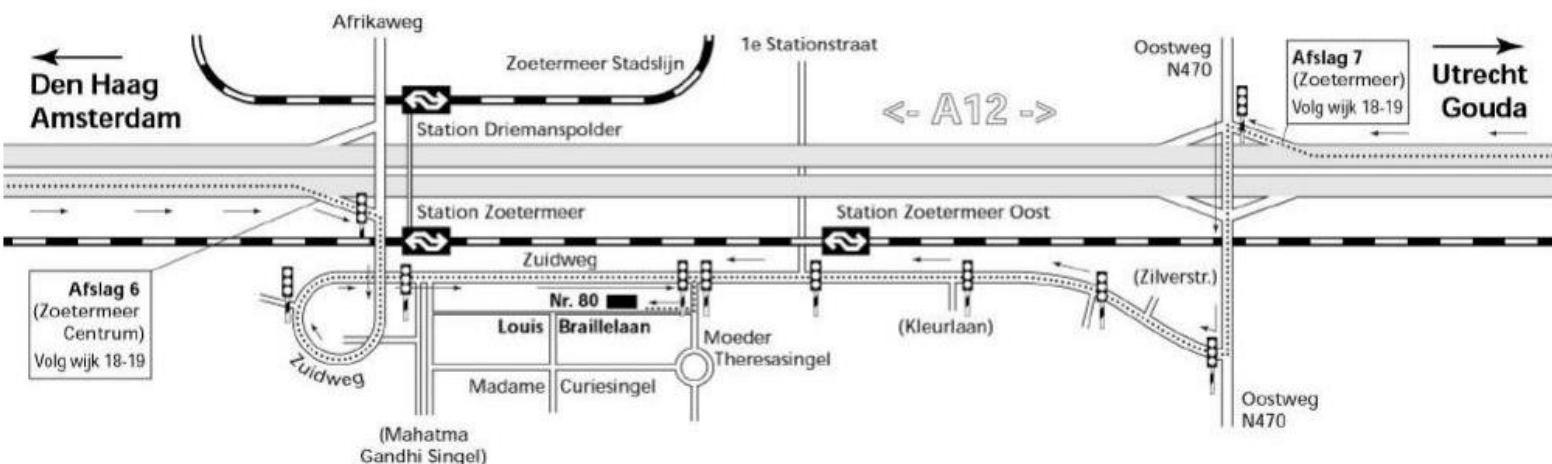 Afrikaweg
Den Haag
Amsterdam
Zoetermeer Stadslijn
1e Stationstraat
<- A12 ->
Oostweg
N470
Afslag 7
(Zoetermeer)
Volg wijk 18-19
Utrecht
Gouda
Station Driemanspolder
Station Zoetermeer
Station Zoetermeer Oost
Afslag 6
(Zoetermeer
Centrum)
Volg wijk 18-19
Zuidweg
Zuidweg
Nr. 80
Louis Braillelaan
Moeder
Theresasingel
Madame Curiesingel
(Mahatma
Gandhi Singel)
(Kleurlaan)
(Zilverstr.)
Oostweg
N470